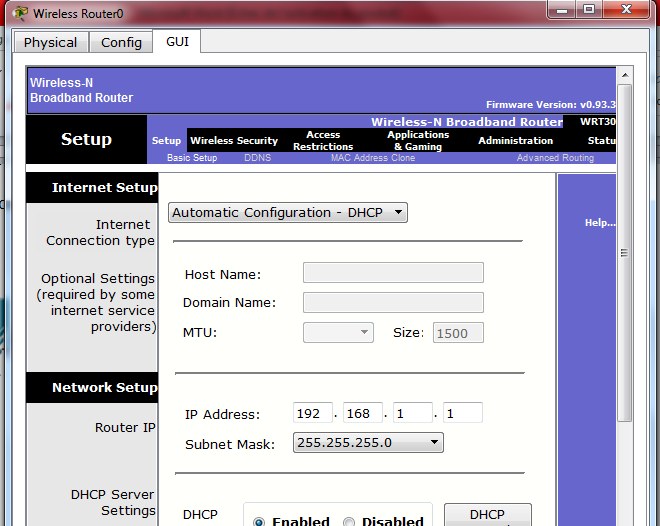 Wireless Router0
Physical Config GUI
Wireless-N
Broadband Router
Firmware Version: v0.93.3
Wireless-N Broadband Router WRT30
Setup
Setup Wireless Security Access Restrictions Applications & Gaming Administration Statu
Basic Setup DDNS MAC Address Clone Advanced Routing
Internet Setup
Internet
Connection type
Automatic Configuration - DHCP
Help...
Optional Settings
(required by some
internet service
providers)
Host Name:
Domain Name:
MTU: Size: 1500
Network Setup
Router IP
IP Address: 192 . 168 . 1 . 1
Subnet Mask: 255.255.255.0
DHCP Server
Settings
DHCP Enabled Disabled DHCP